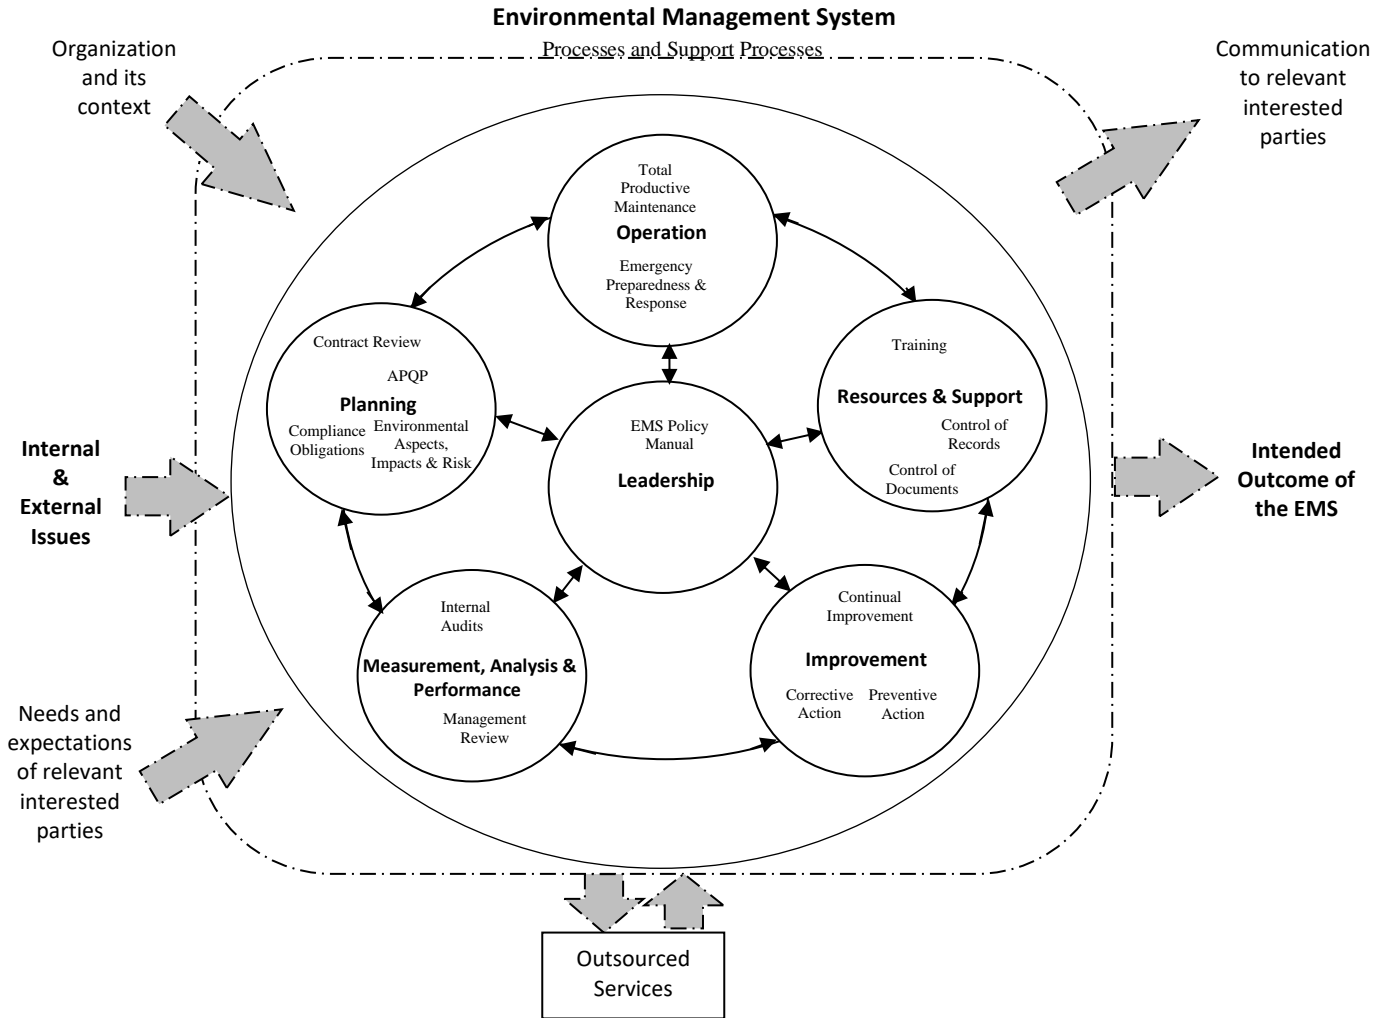 Environmental Management System
Processes and Support Processes
Organization
and its
context
Communication
to relevant
interested
parties
Total
Productive
Maintenance
Operation
Emergency
Preparedness &
Response
Contract Review
APQP
Planning
Compliance
Obligations
Environmental
Aspects,
Impacts & Risk
Training
Resources & Support
Control of
Records
Control of
Documents
EMS Policy
Manual
Leadership
Internal
&
External
Issues
Intended
Outcome of
the EMS
Internal
Audits
Measurement, Analysis &
Performance
Management
Review
Continual
Improvement
Improvement
Corrective
Action
Preventive
Action
Needs and
expectations
of relevant
interested
parties
Outsourced
Services